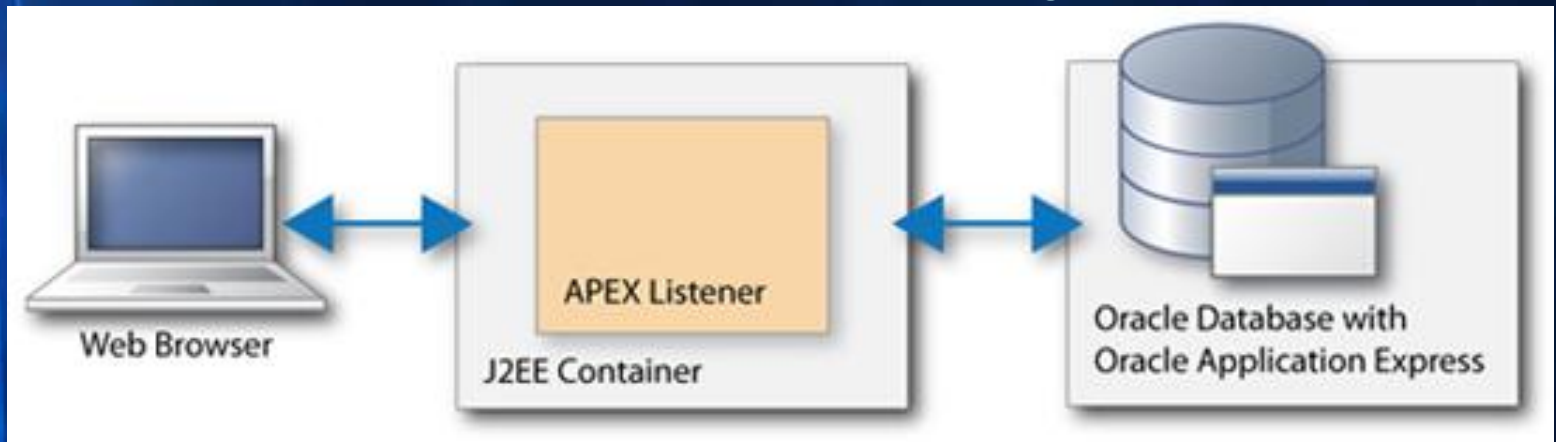 Web Browser
APEX Listener
J2EE Container
Oracle Database with
Oracle Application Express